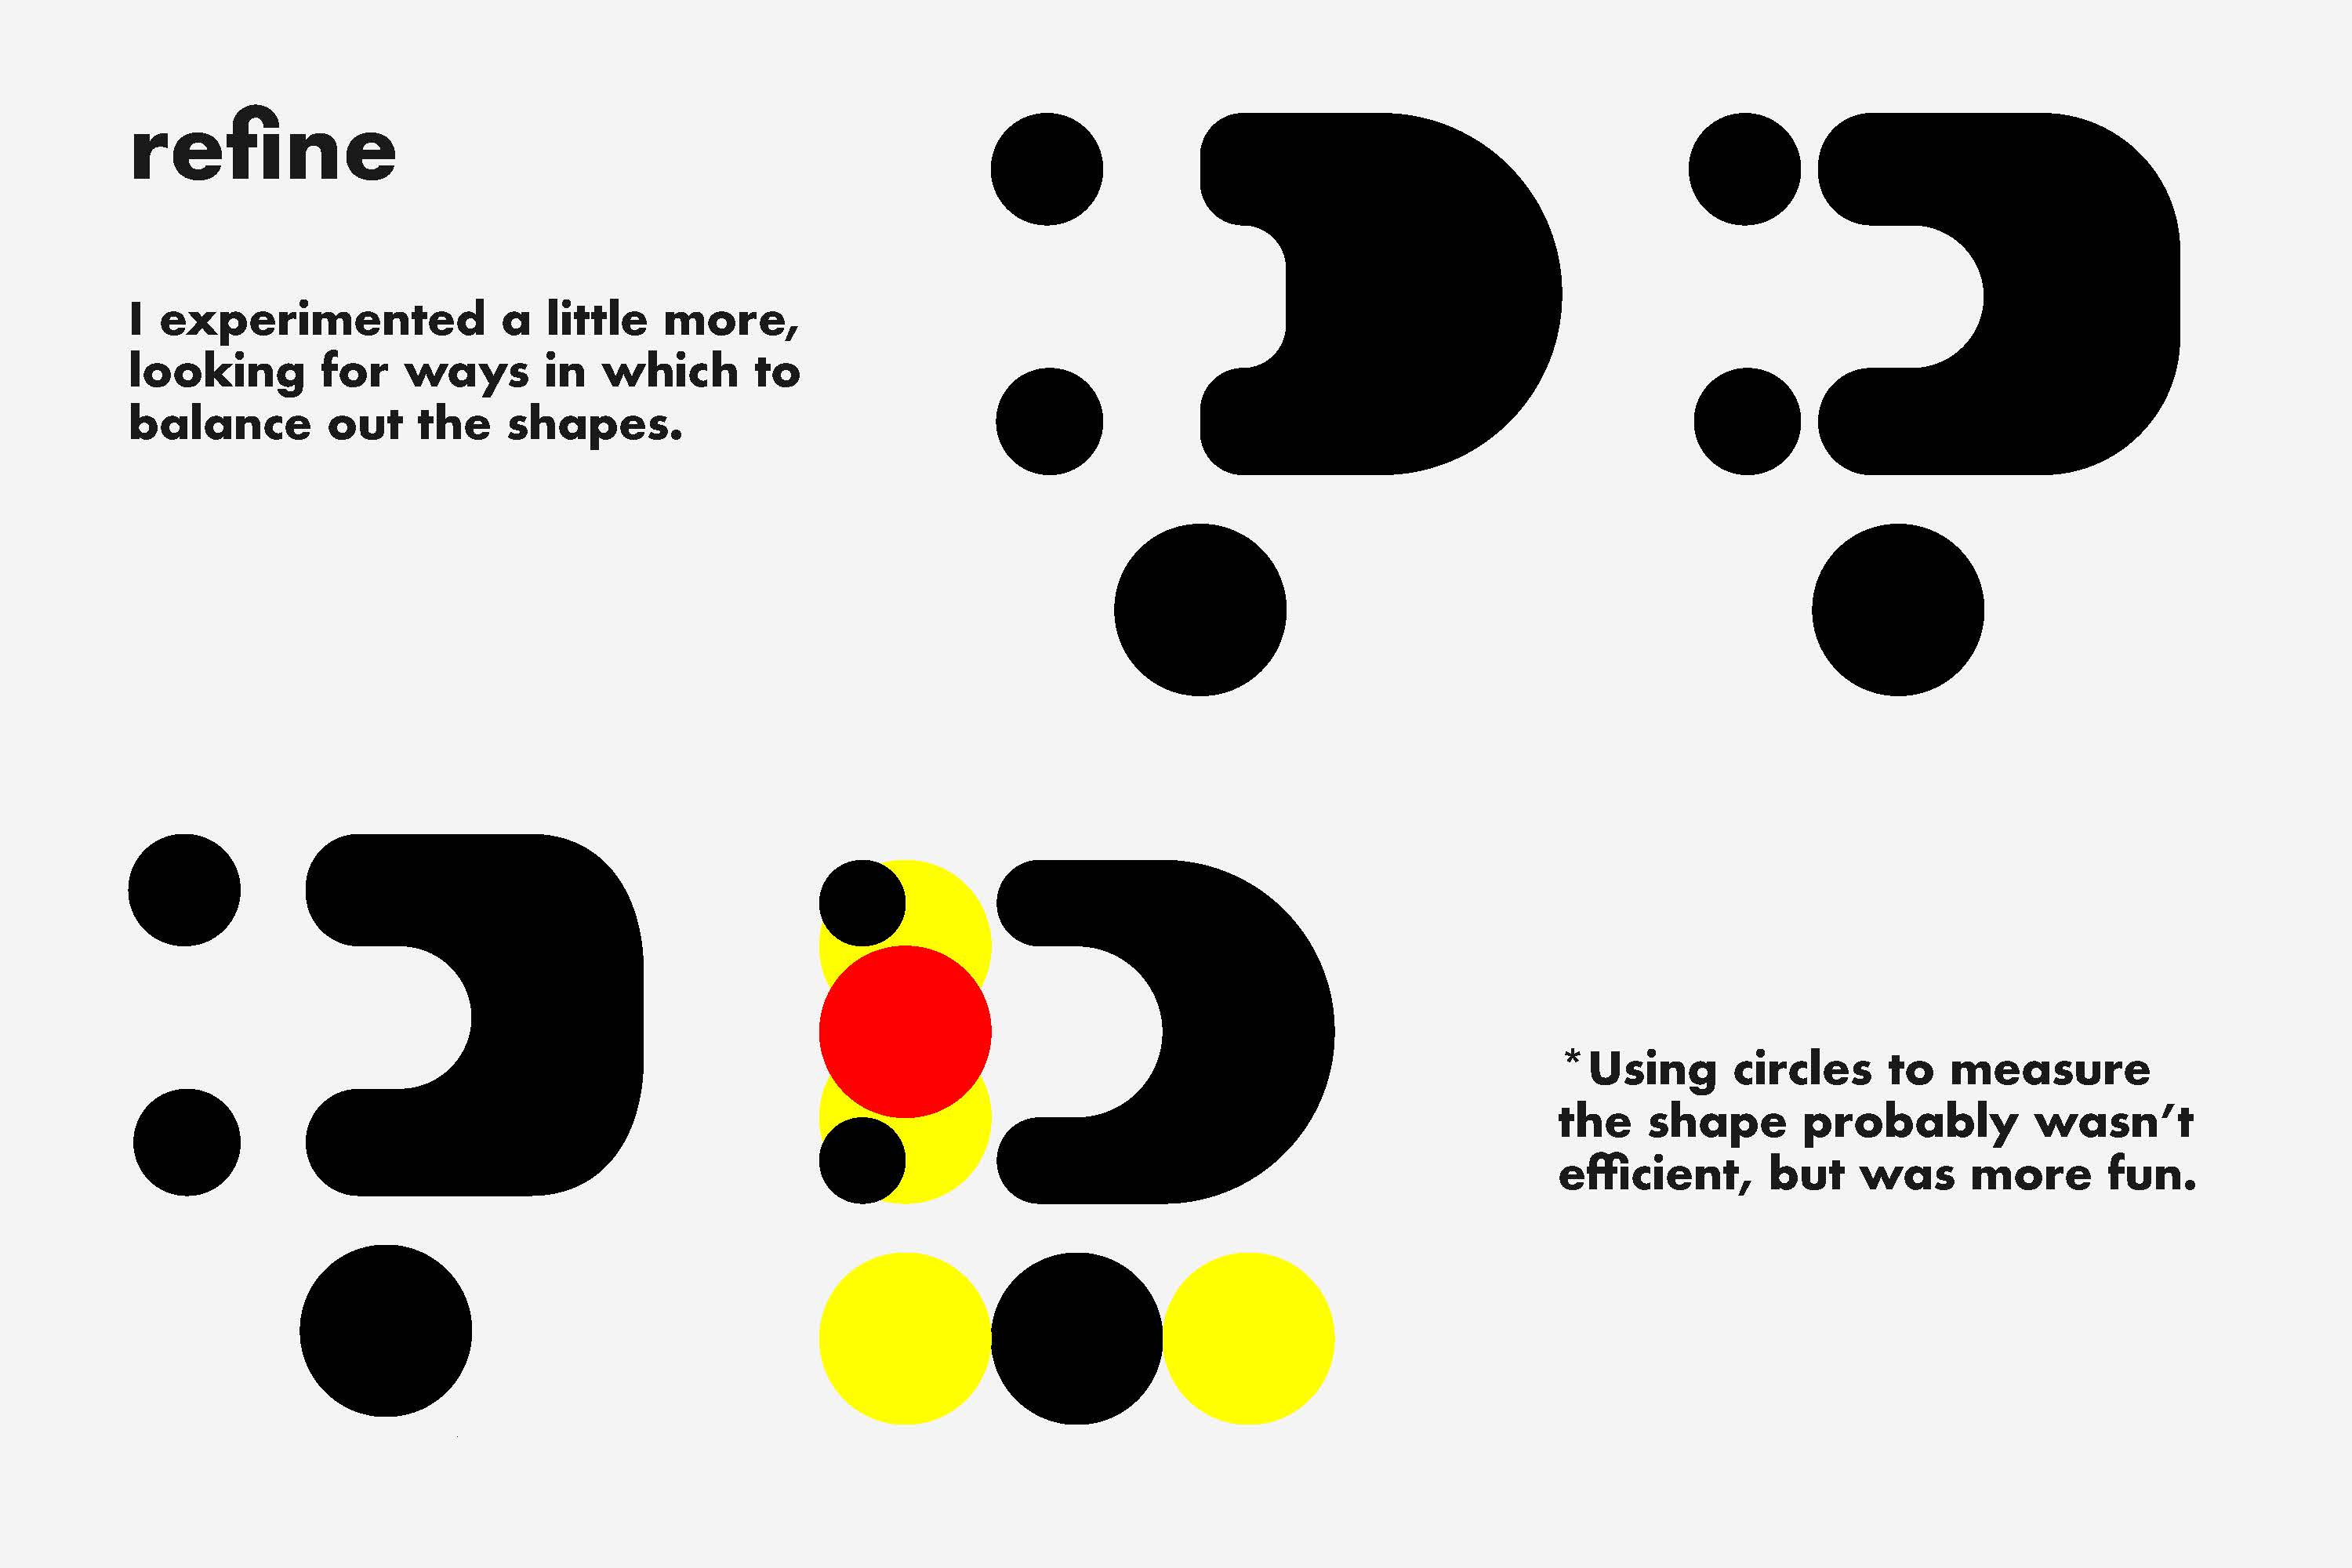 refine
I experimented a little more,
looking for ways in which to
balance out the shapes.
*Using circles to measure
the shape probably wasn’t
efficient, but was more fun.